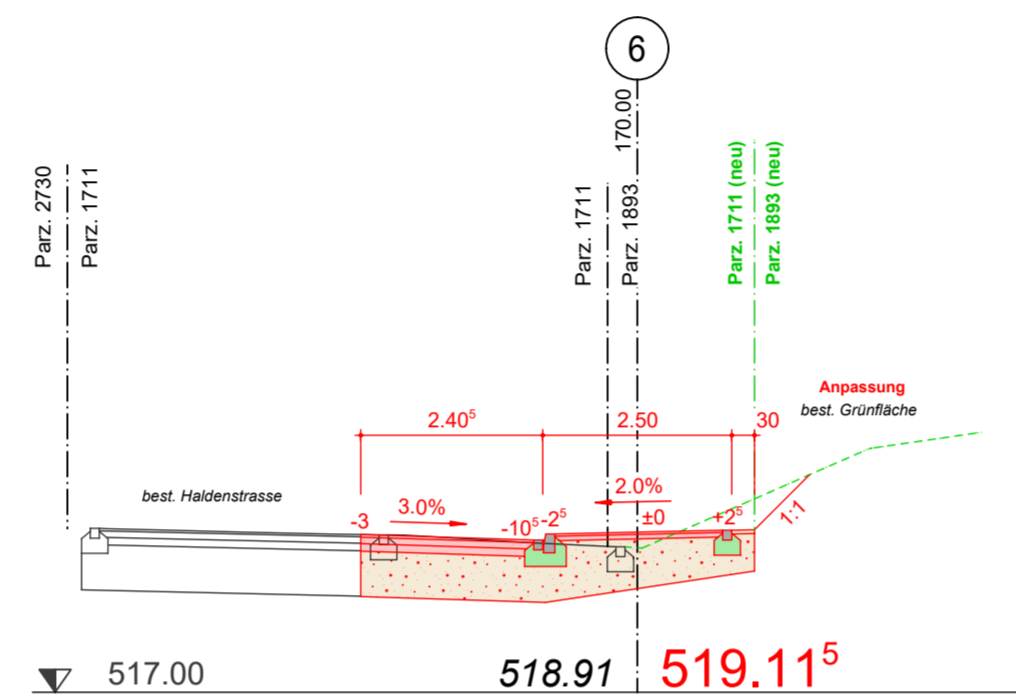 6
170.00
Parz. 2730
Parz. 1711
Parz. 1711
Parz. 1893
Parz. 1711 (neu)
Parz. 1893 (neu)
Anpassung
best. Grünfläche
2.40⁵
2.50
30
best. Haldenstrasse
3.0%
2.0%
-3
-10⁵
-2⁵
±0
+2⁵
1:1
517.00
518.91
519.11⁵